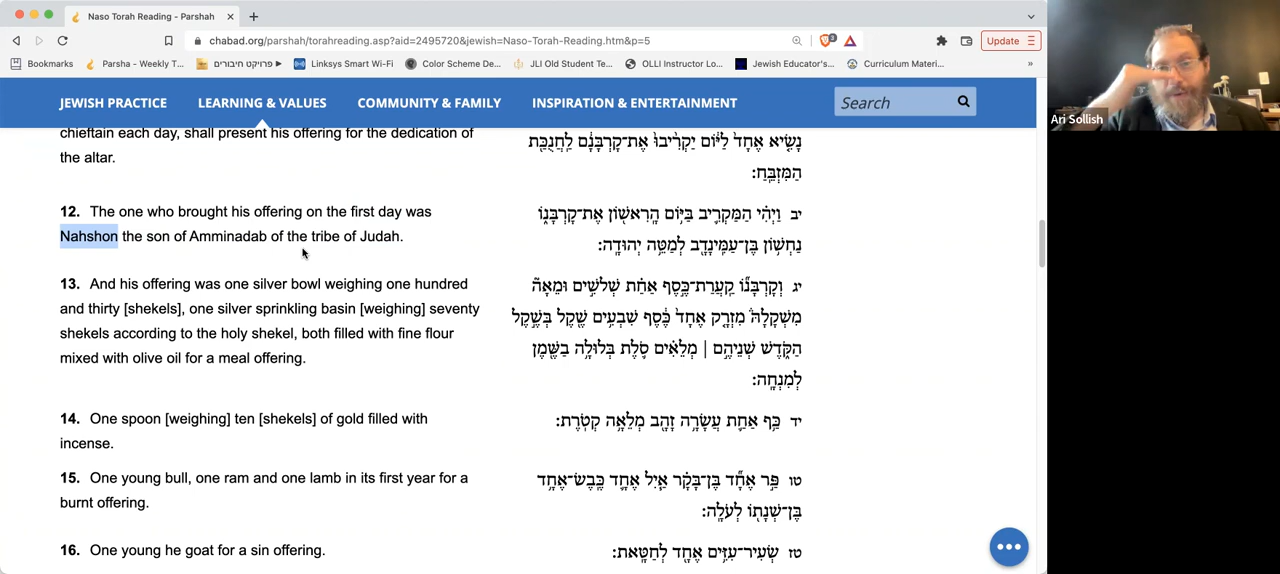 Naso Torah Reading - Parshah
chabad.org/parshah/torahreading.asp?aid=2495720&jewish=Naso-Torah-Reading.htm&p=5
3
Update
Bookmarks
Parsha - Weekly T...
פרויקט חיבורים
Linksys Smart Wi-Fi
Color Scheme De...
JLI Old Student Te...
OLLI Instructor Lo...
Jewish Educator's...
Curriculum Materi...
»
JEWISH PRACTICE
LEARNING & VALUES
COMMUNITY & FAMILY
INSPIRATION & ENTERTAINMENT
Search
Ari Sollish
chieftain each day, shall present his offering for the dedication of
the altar.
נָשִׂ֨יא אֶחָ֜ד לַיּ֗וֹם יַקְרִ֙יבוּ֙ אֶת־קָרְבָּנָ֔ם לַֽחֲנֻכַּ֖ת
הַמִּזְבֵּֽחַ:
12. The one who brought his offering on the first day was
Nahshon the son of Amminadab of the tribe of Judah.
יב וַיְהִ֗י הַמַּקְרִ֛יב בַּיּ֥וֹם הָֽרִאשׁ֖וֹן אֶת־קָרְבָּנ֑וֹ
נַחְשׁ֥וֹן בֶּן־עַמִּֽינָדָ֖ב לְמַטֵּ֥ה יְהוּדָֽה:
13. And his offering was one silver bowl weighing one hundred
and thirty [shekels], one silver sprinkling basin [weighing] seventy
shekels according to the holy shekel, both filled with fine flour
mixed with olive oil for a meal offering.
יג וְקָרְבָּנ֞וֹ קַֽעֲרַת־כֶּ֣סֶף אַחַ֗ת שְׁלשִׁ֣ים וּמֵאָה֘
מִשְׁקָלָהּ֒ מִזְרָ֤ק אֶחָד֙ כֶּ֔סֶף שִׁבְעִ֥ים שֶׁ֖קֶל בְּשֶׁ֣קֶל
הַקֹּ֑דֶשׁ שְׁנֵיהֶ֣ם | מְלֵאִ֗ים סֹ֛לֶת בְּלוּלָ֥ה בַשֶּׁ֖מֶן
לְמִנְחָֽה:
14. One spoon [weighing] ten [shekels] of gold filled with
incense.
יד כַּ֥ף אַחַ֛ת עֲשָׂרָ֥ה זָהָ֖ב מְלֵאָ֥ה קְטֹֽרֶת:
15. One young bull, one ram and one lamb in its first year for a
burnt offering.
טו פַּ֣ר אֶחָ֞ד בֶּן־בָּקָ֗ר אַ֧יִל אֶחָ֛ד כֶּֽבֶשׂ־אֶחָ֥ד
בֶּן־שְׁנָת֖וֹ לְעֹלָֽה:
16. One young he goat for a sin offering.
טז שְׂעִיר־עִזִּ֥ים אֶחָ֖ד לְחַטָּֽאת: